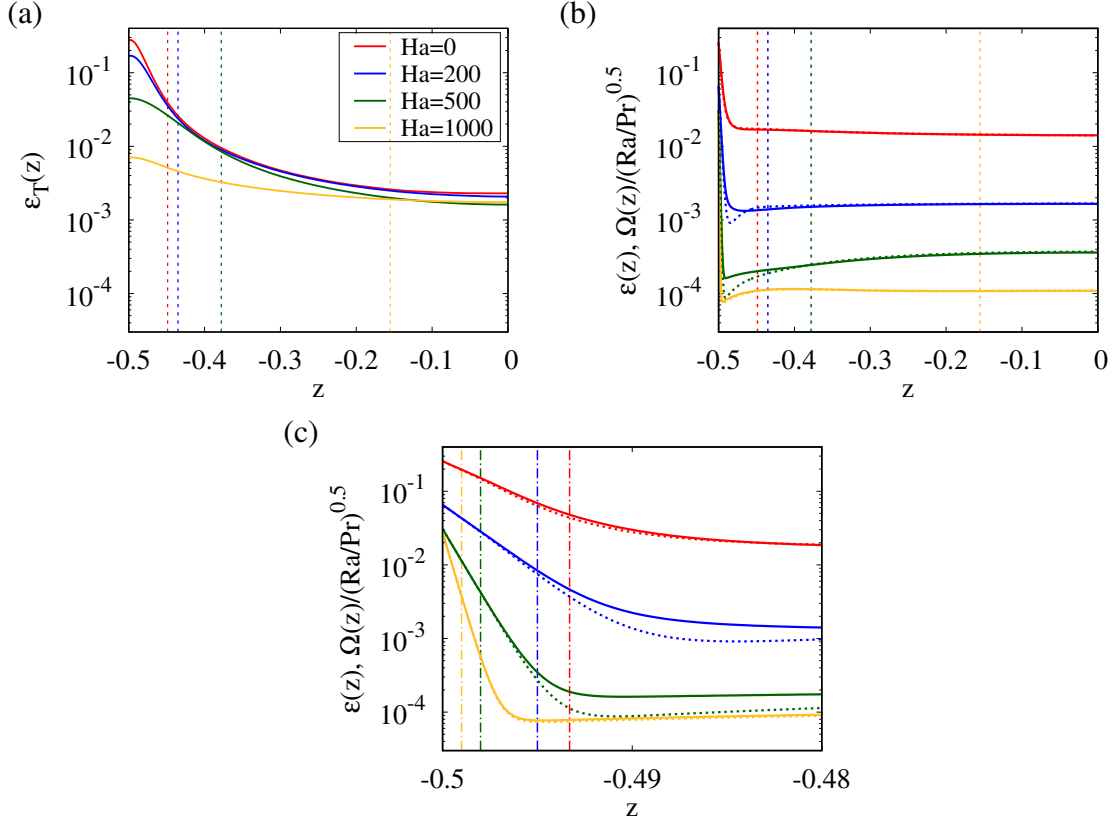 (a)
ε_T(z)
10^-1
10^-2
10^-3
10^-4
-0.5 -0.4 -0.3 -0.2 -0.1 0
z
Ha=0
Ha=200
Ha=500
Ha=1000
(b)
ε(z), Ω(z)/(Ra/Pr)^0.5
10^-1
10^-2
10^-3
10^-4
-0.5 -0.4 -0.3 -0.2 -0.1 0
z
(c)
ε(z), Ω(z)/(Ra/Pr)^0.5
10^-1
10^-2
10^-3
10^-4
-0.5 -0.49 -0.48
z